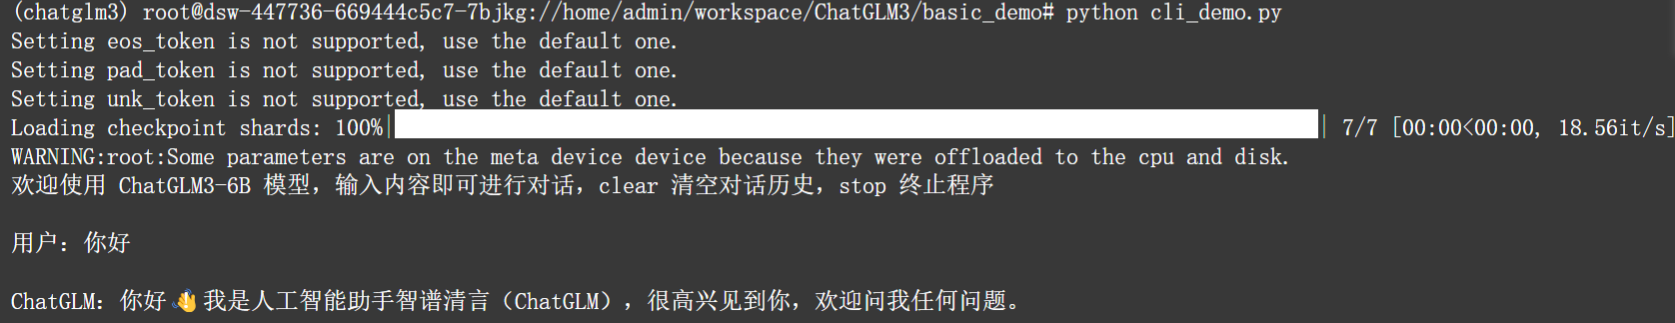 (chatglm3) root@dsw-447736-669444c5c7-7bjkg://home/admin/workspace/ChatGLM3/basic_demo# python cli_demo.py
Setting eos_token is not supported, use the default one.
Setting pad_token is not supported, use the default one.
Setting unk_token is not supported, use the default one.
Loading checkpoint shards: 100%| | 7/7 [00:00<00:00, 18.56it/s]
WARNING:root:Some parameters are on the meta device device because they were offloaded to the cpu and disk.
欢迎使用 ChatGLM3-6B 模型，输入内容即可进行对话，clear 清空对话历史，stop 终止程序
用户：你好
ChatGLM：你好👋我是人工智能助手智谱清言（ChatGLM），很高兴见到你，欢迎问我任何问题。